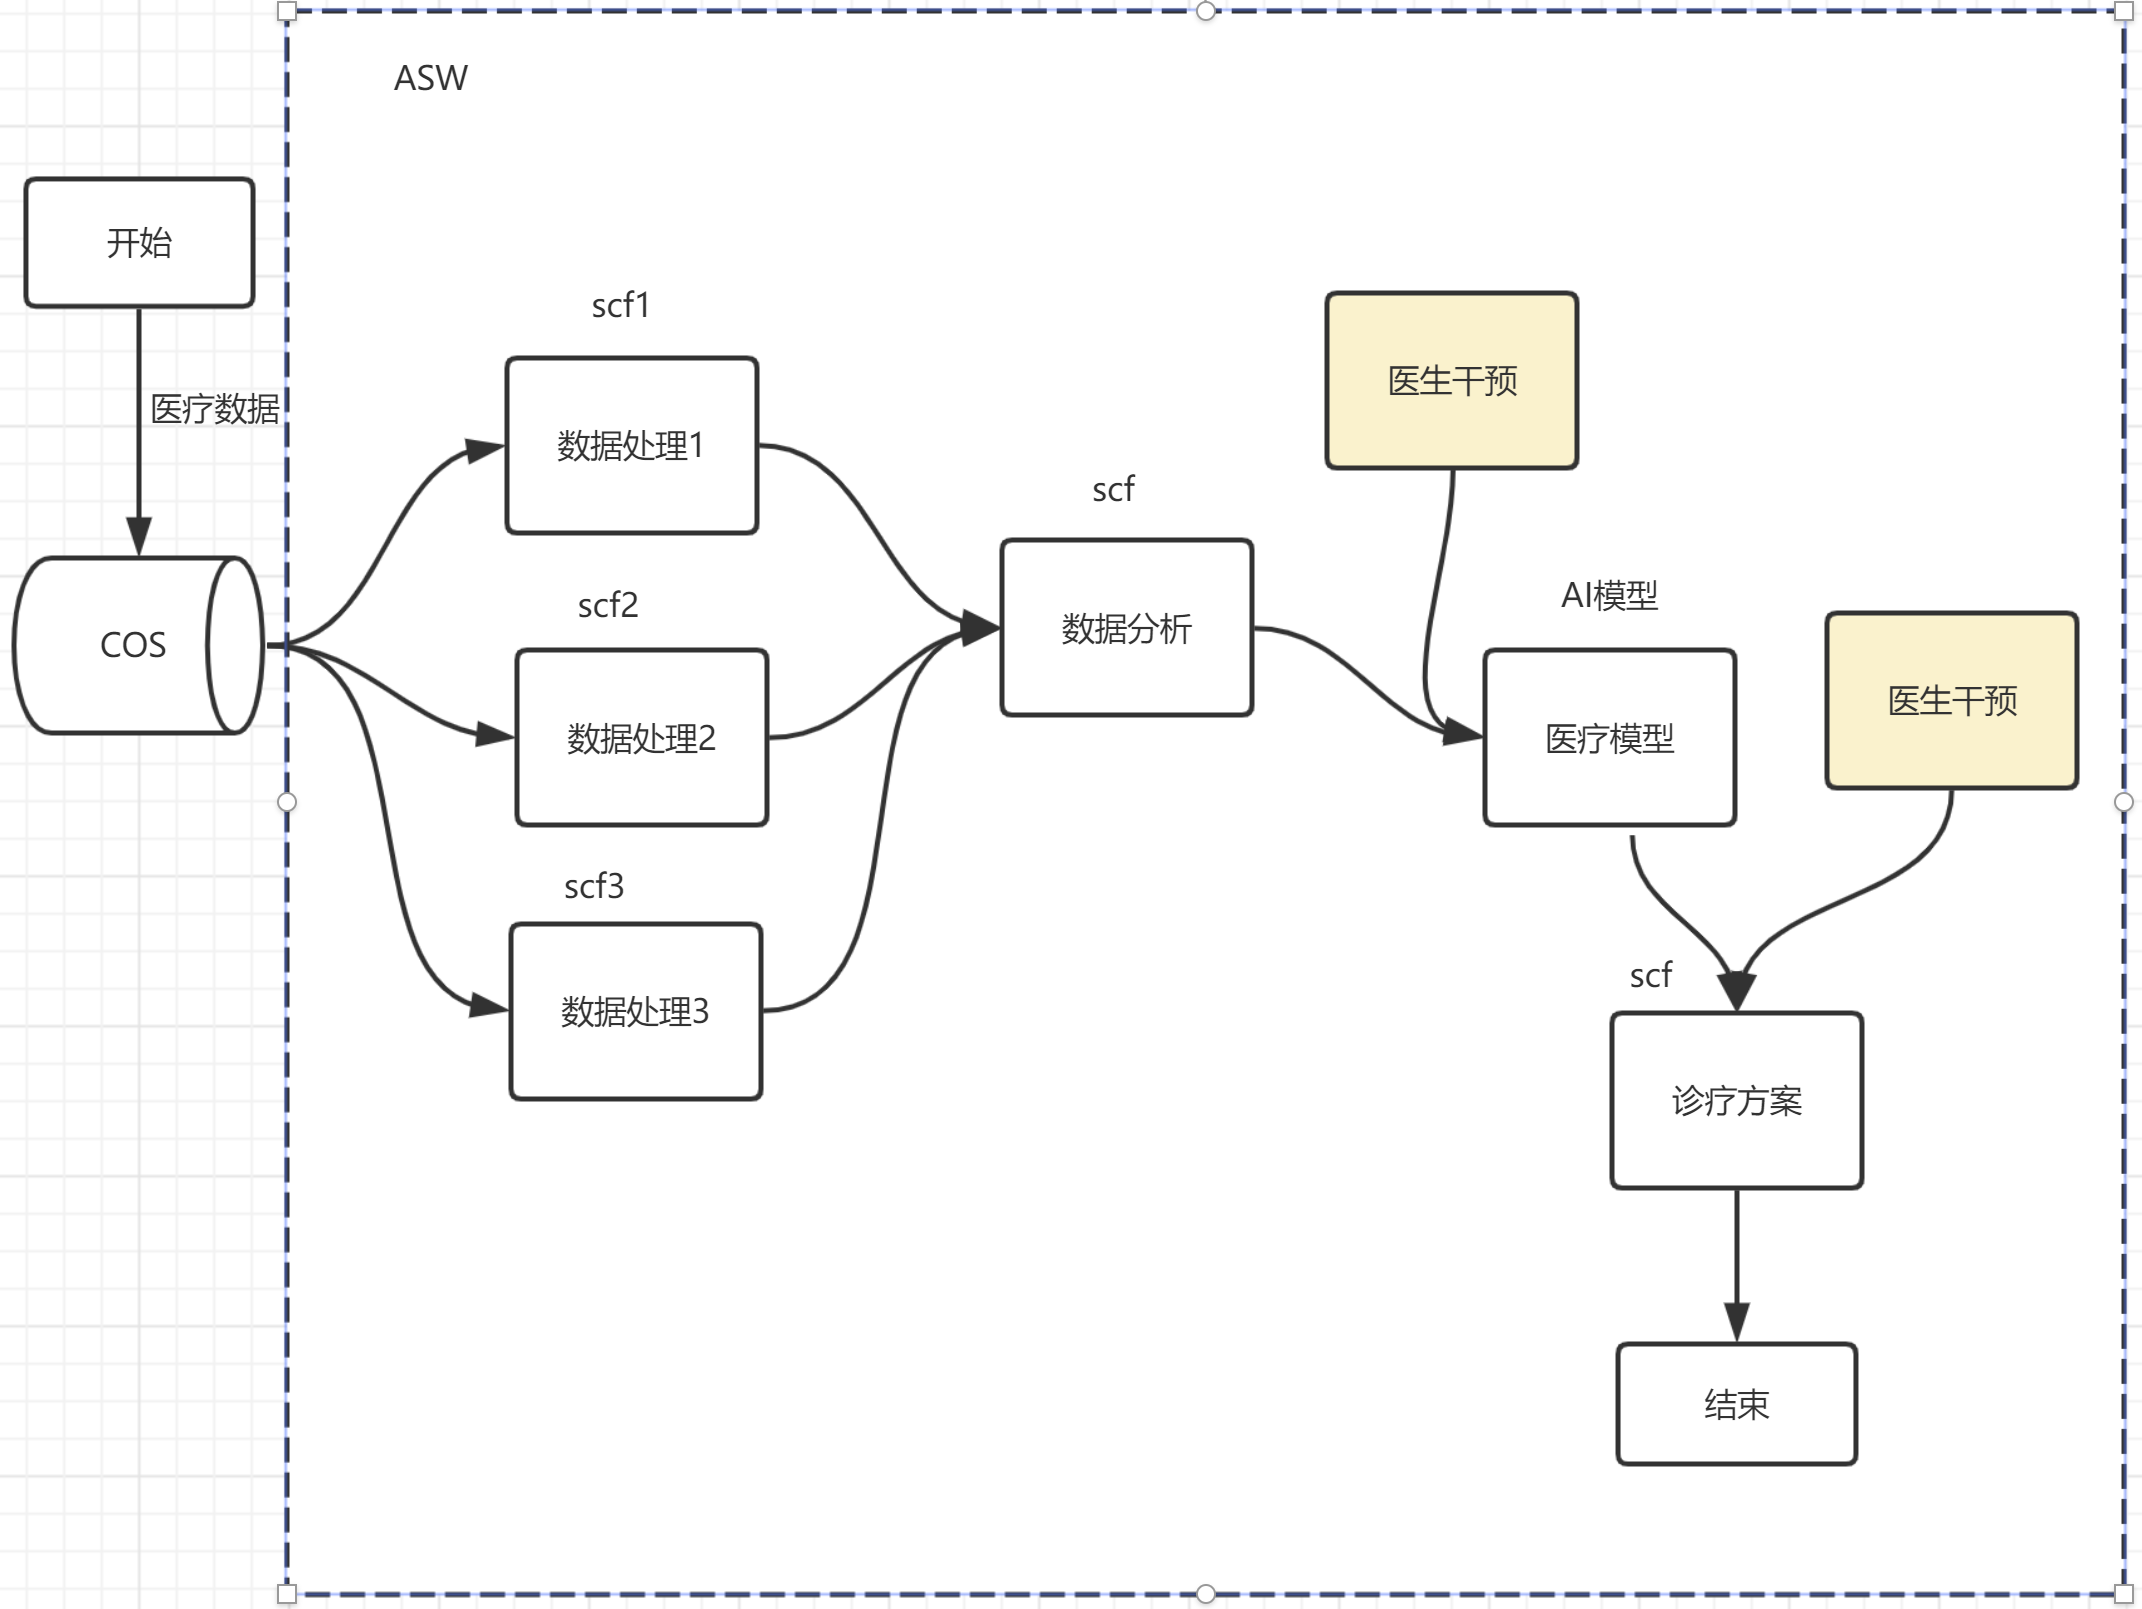 ASW
开始
医疗数据
COS
scf1
数据处理1
scf2
数据处理2
scf3
数据处理3
scf
数据分析
医生干预
AI模型
医疗模型
医生干预
scf
诊疗方案
结束